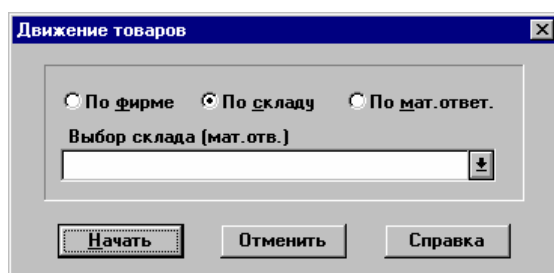 Движение товаров
По фирме По складу По мат.ответ.
Выбор склада (мат.отв.)
Начать Отменить Справка